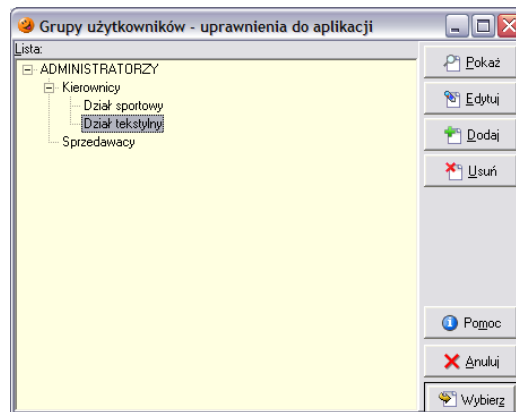 Grupy użytkowników - uprawnienia do aplikacji
Lista:
ADMINISTRATORZY
Kierownicy
Dział sportowy
Dział tekstylny
Sprzedawacy
Pokaż
Edytuj
Dodaj
Usuń
Pomoc
Anuluj
Wybierz